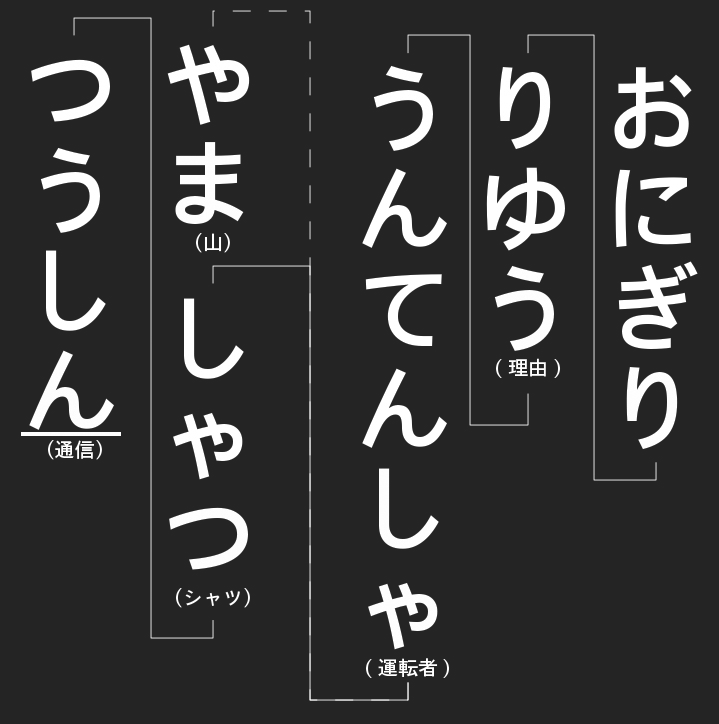 おにぎり
りゆう
（理由）
うんてんしゃ
（運転者）
やま
（山）
しゃつ
（シャツ）
つうしん
（通信）